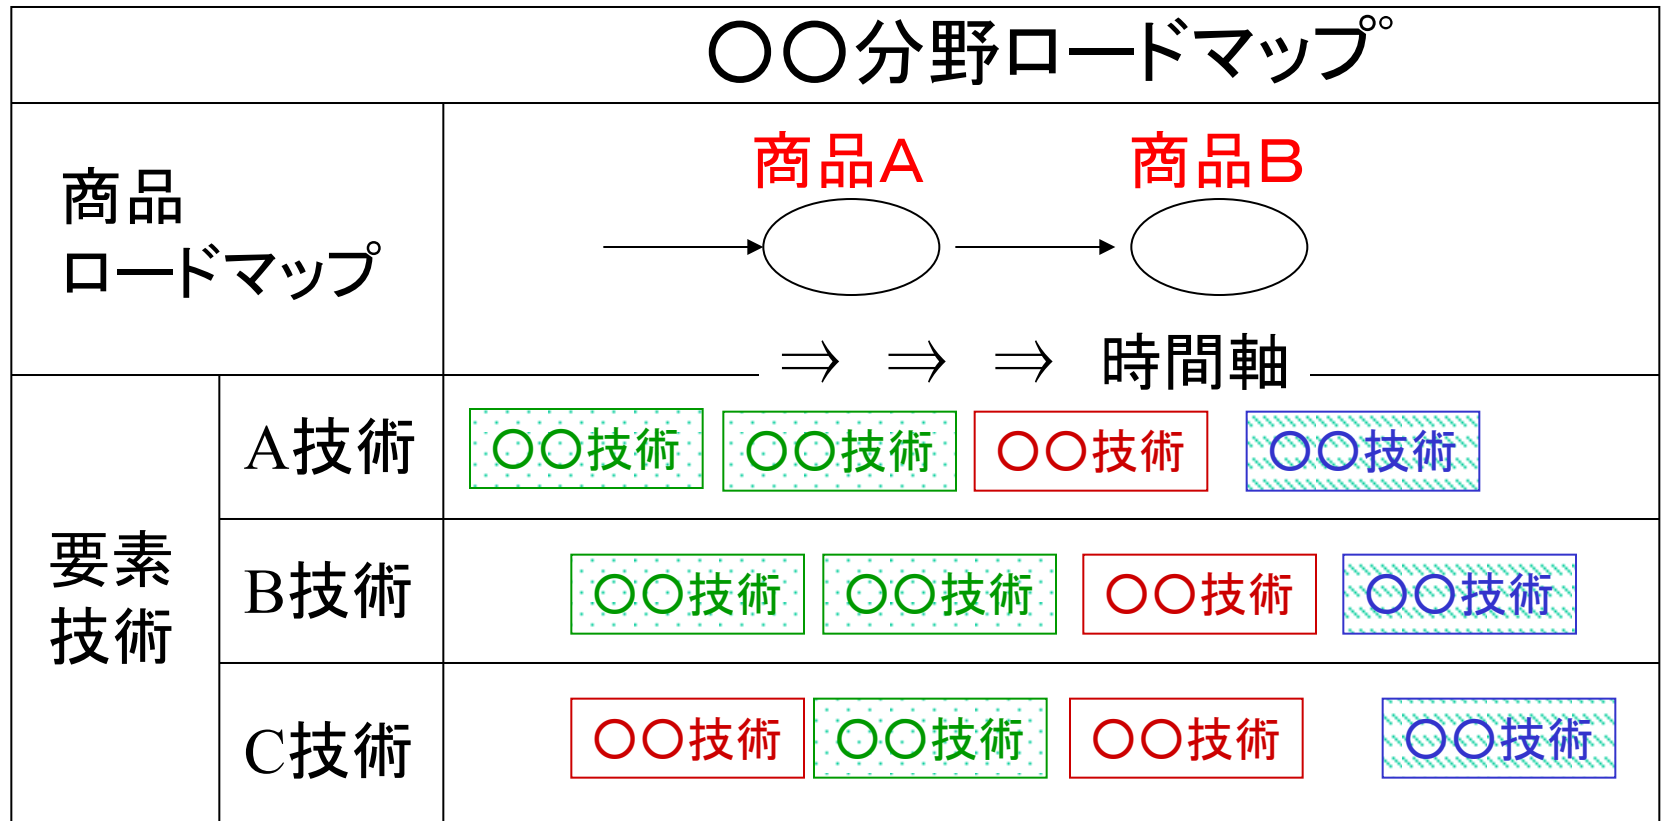 〇〇分野ロードマップ
商品
ロードマップ
商品A 商品B
⇒ ⇒ ⇒ 時間軸
要素
技術
A技術 〇〇技術 〇〇技術 〇〇技術 〇〇技術
B技術 〇〇技術 〇〇技術 〇〇技術 〇〇技術
C技術 〇〇技術 〇〇技術 〇〇技術 〇〇技術